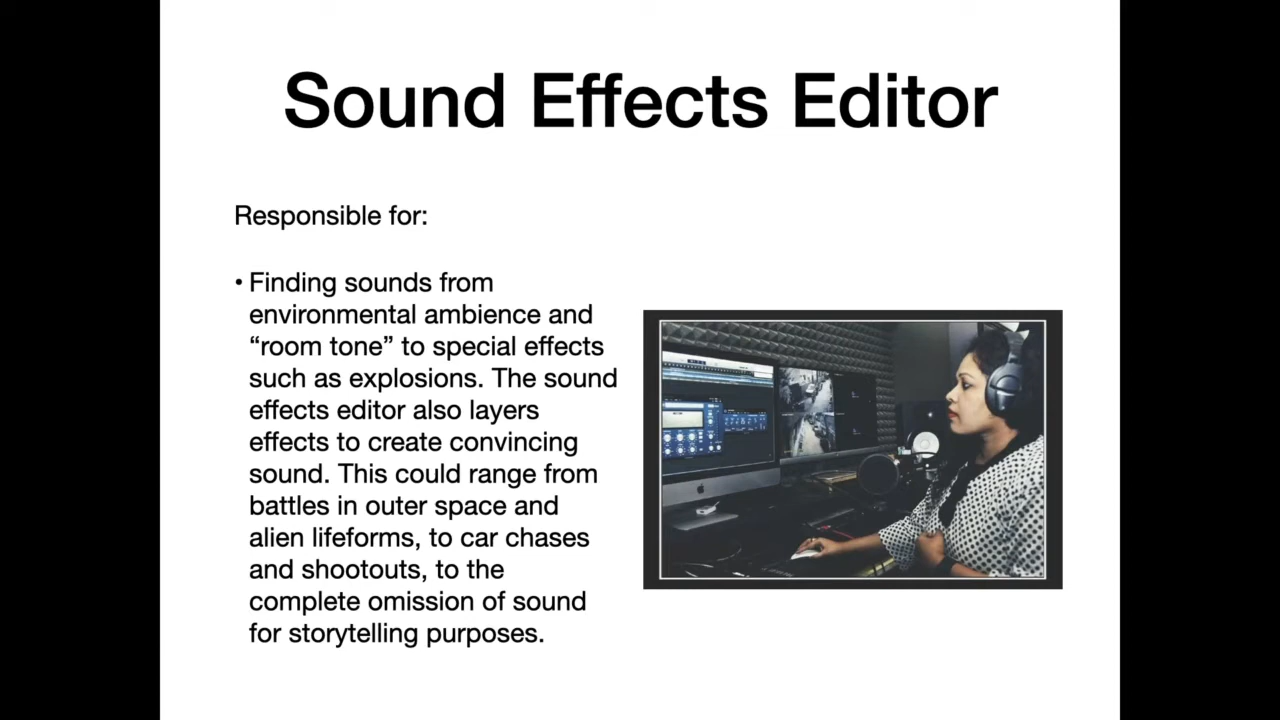 Sound Effects Editor
Responsible for:
• Finding sounds from
environmental ambience and
“room tone” to special effects
such as explosions. The sound
effects editor also layers
effects to create convincing
sound. This could range from
battles in outer space and
alien lifeforms, to car chases
and shootouts, to the
complete omission of sound
for storytelling purposes.